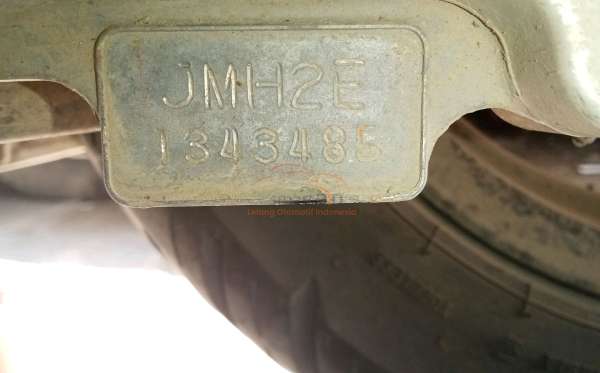 JMH2E
1343485
Lelang Otomotif Indonesia